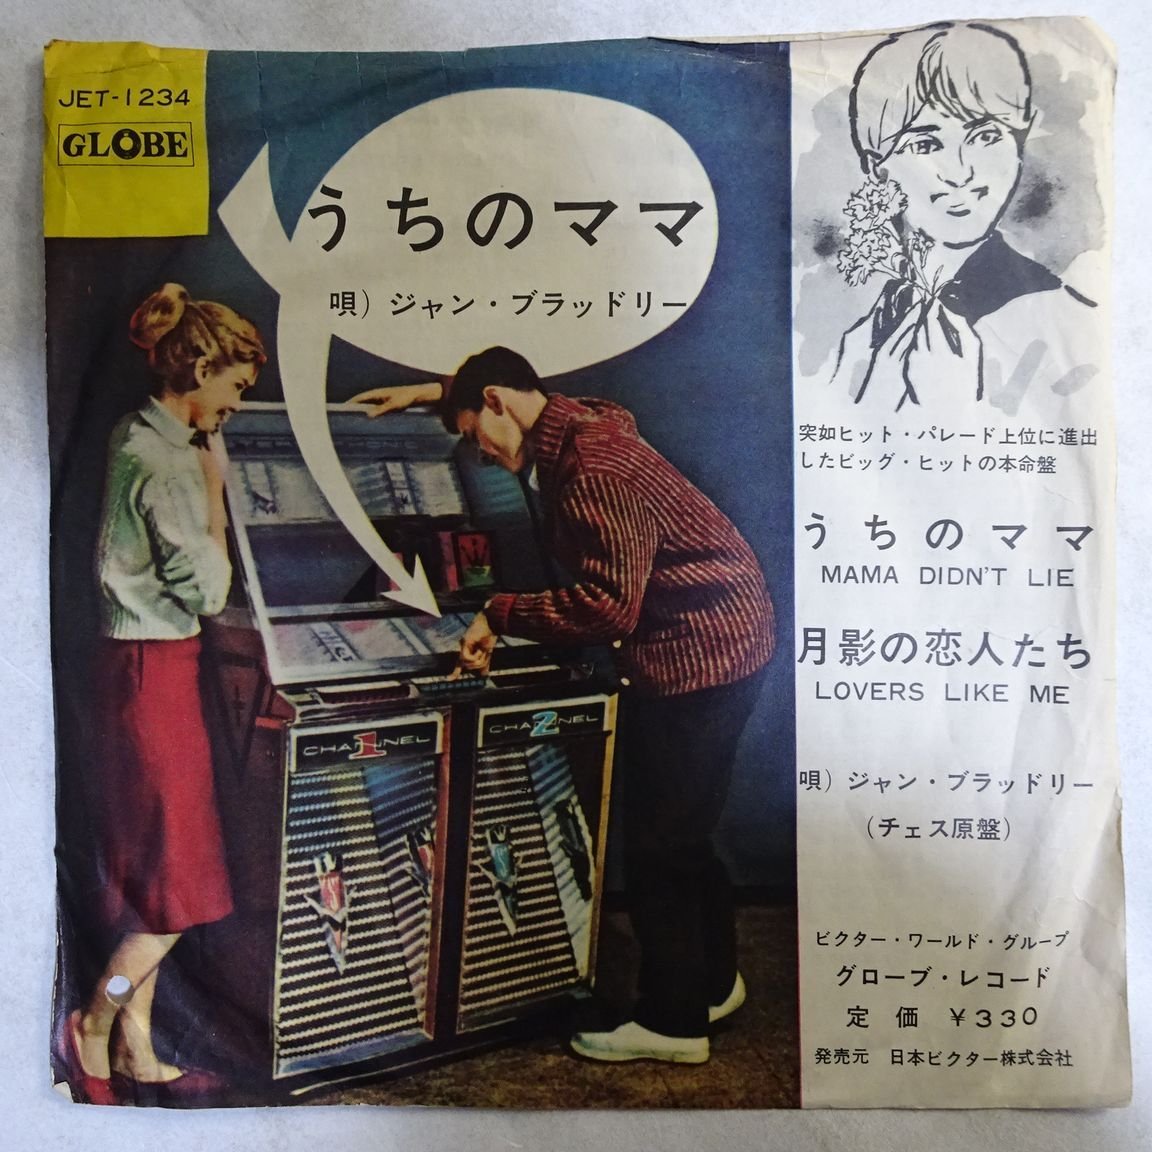 JET-1234
GLOBE
うちのママ
唄）ジャン・ブラッドリー
CHANNEL 1
CHANNEL 2
突如ヒット・パレード上位に進出
したビッグ・ヒットの本命盤
うちのママ
MAMA DIDN'T LIE
月影の恋人たち
LOVERS LIKE ME
唄）ジャン・ブラッドリー
（チェス原盤）
ビクター・ワールド・グループ
グローブ・レコード
定価 ￥330
発売元 日本ビクター株式会社